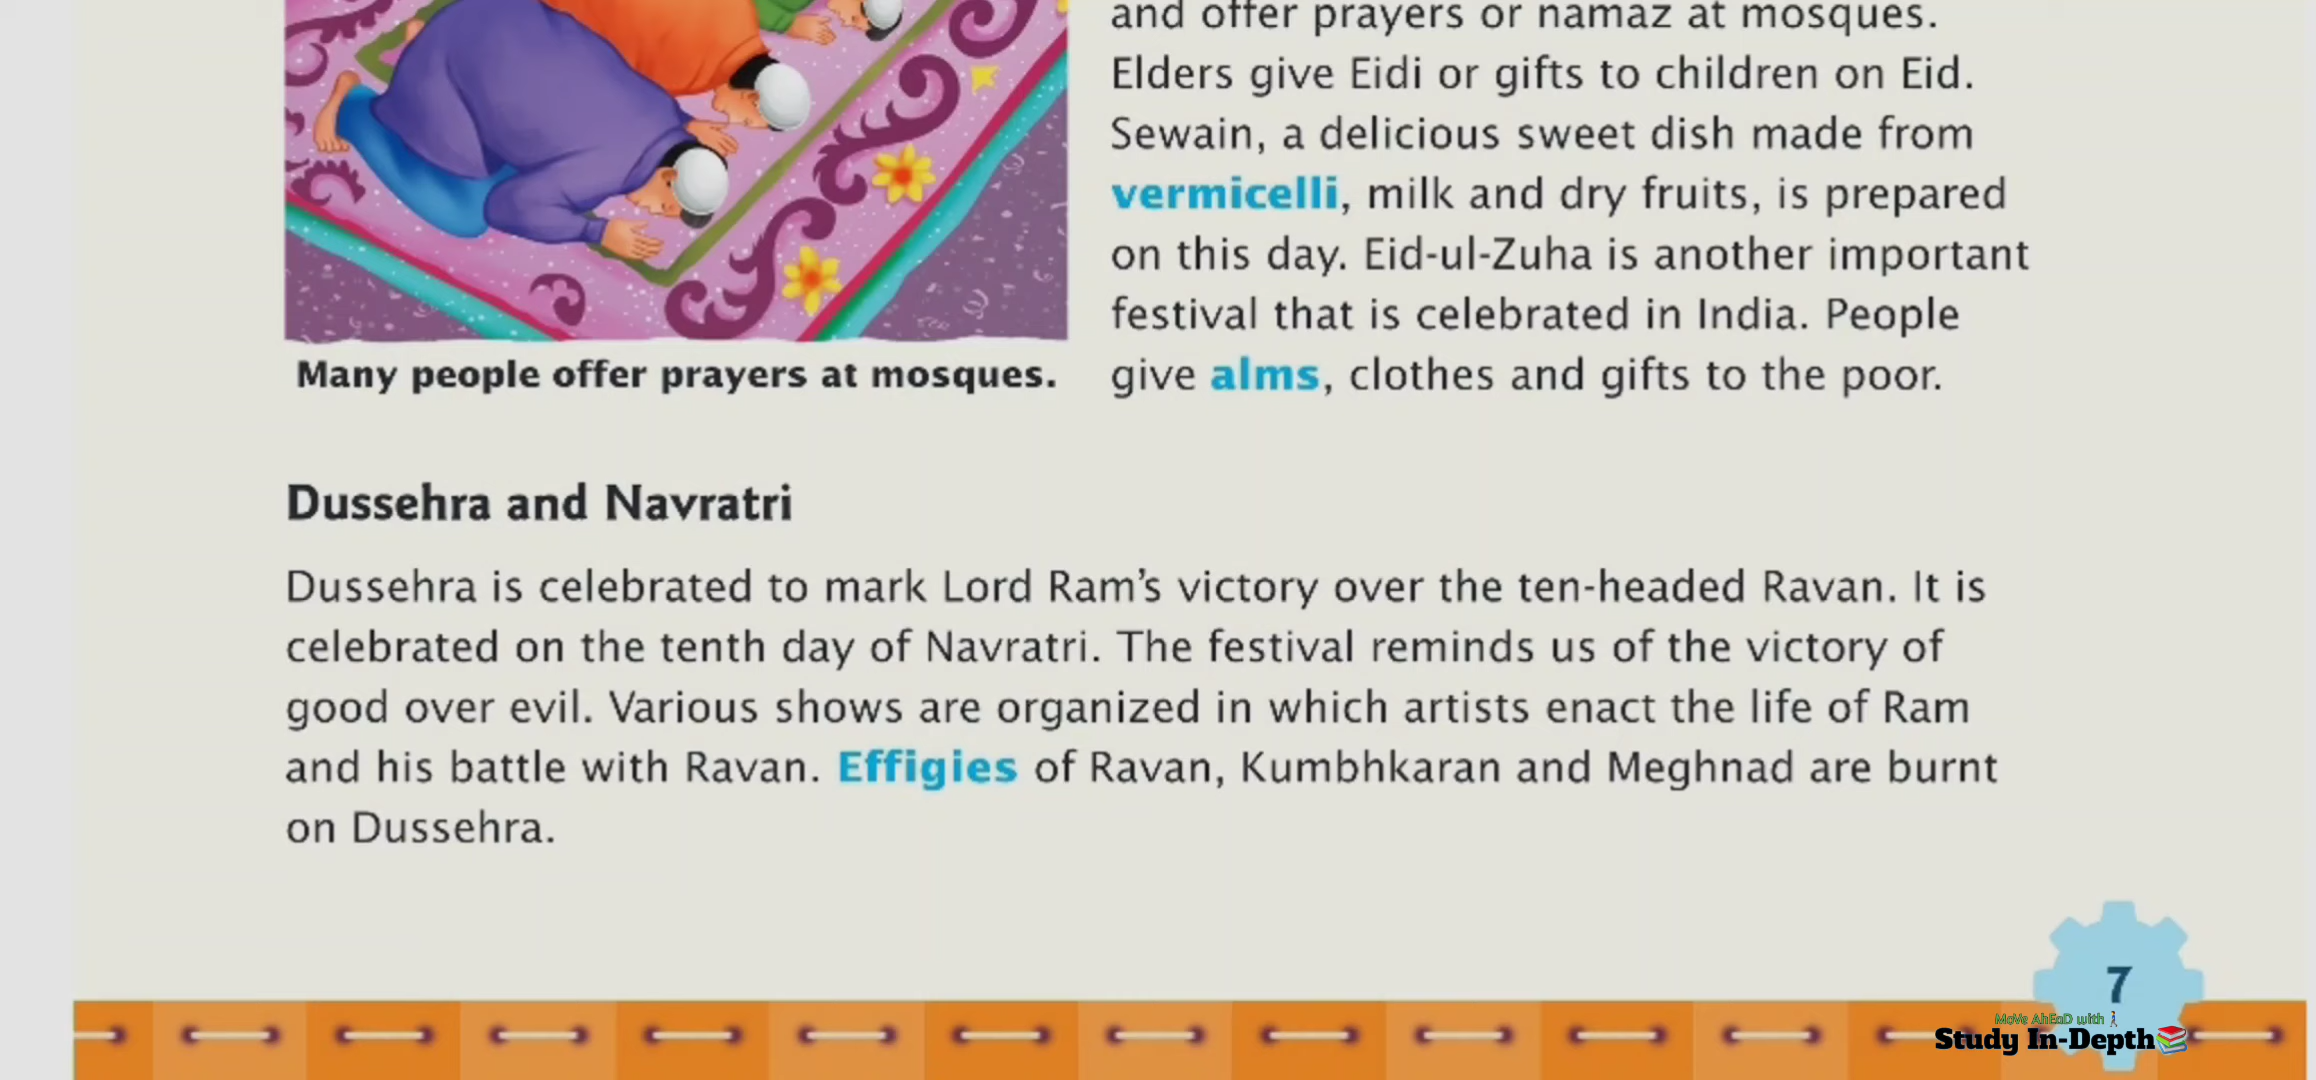 and offer prayers or namaz at mosques.
Elders give Eidi or gifts to children on Eid.
Sewain, a delicious sweet dish made from
vermicelli, milk and dry fruits, is prepared
on this day. Eid-ul-Zuha is another important
festival that is celebrated in India. People
give alms, clothes and gifts to the poor.
Many people offer prayers at mosques.
Dussehra and Navratri
Dussehra is celebrated to mark Lord Ram’s victory over the ten-headed Ravan. It is
celebrated on the tenth day of Navratri. The festival reminds us of the victory of
good over evil. Various shows are organized in which artists enact the life of Ram
and his battle with Ravan. Effigies of Ravan, Kumbhkaran and Meghnad are burnt
on Dussehra.
7
MoVe AhEaD with
Study In-Depth